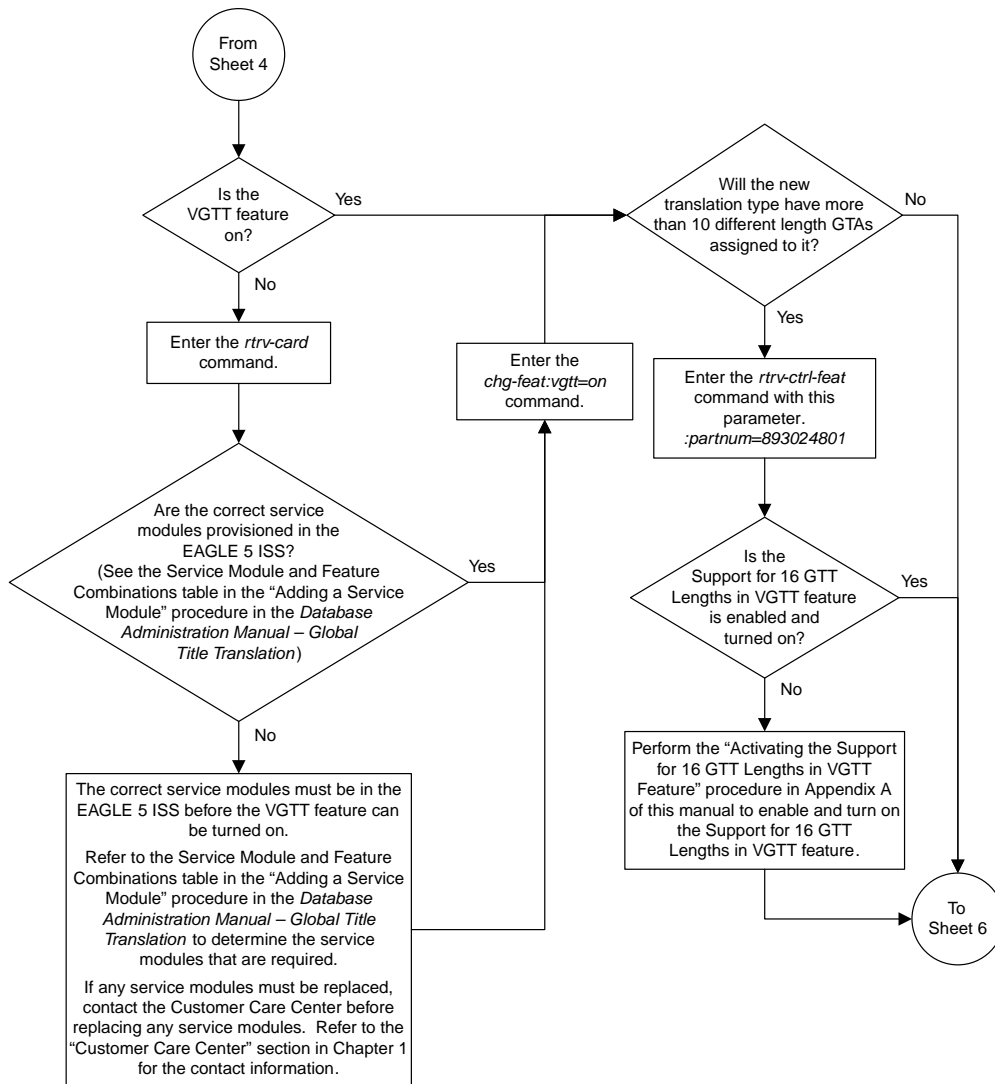 From
Sheet 4
Is the
VGTT feature
on?
Yes
No
Enter the rtrv-card
command.
Are the correct service
modules provisioned in the
EAGLE 5 ISS?
(See the Service Module and Feature
Combinations table in the “Adding a Service
Module” procedure in the Database
Administration Manual – Global
Title Translation)
Yes
No
The correct service modules must be in the
EAGLE 5 ISS before the VGTT feature can
be turned on.
Refer to the Service Module and Feature
Combinations table in the “Adding a Service
Module” procedure in the Database
Administration Manual – Global Title
Translation to determine the service
modules that are required.
If any service modules must be replaced,
contact the Customer Care Center before
replacing any service modules.  Refer to the
“Customer Care Center” section in Chapter 1
for the contact information.
Enter the
chg-feat:vgtt=on
command.
Will the new
translation type have more
than 10 different length GTAs
assigned to it?
No
Yes
Enter the rtrv-ctrl-feat
command with this
parameter.
:partnum=893024801
Is the
Support for 16 GTT
Lengths in VGTT feature
is enabled and
turned on?
Yes
No
Perform the “Activating the Support
for 16 GTT Lengths in VGTT
Feature” procedure in Appendix A
of this manual to enable and turn on
the Support for 16 GTT
Lengths in VGTT feature.
To
Sheet 6